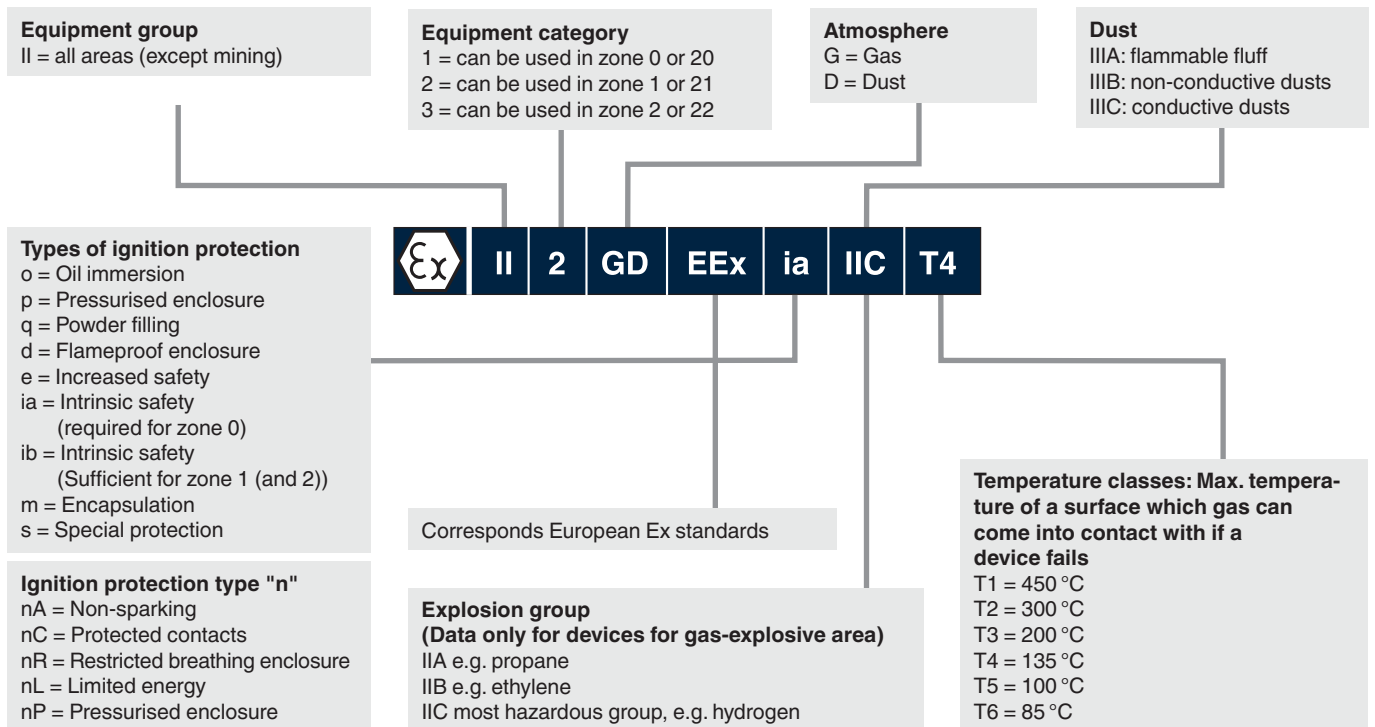 Equipment group
II = all areas (except mining)
Equipment category
1 = can be used in zone 0 or 20
2 = can be used in zone 1 or 21
3 = can be used in zone 2 or 22
Atmosphere
G = Gas
D = Dust
Dust
IIIA: flammable fluff
IIIB: non-conductive dusts
IIIC: conductive dusts
Ex II 2 GD EEx ia IIC T4
Types of ignition protection
o = Oil immersion
p = Pressurised enclosure
q = Powder filling
d = Flameproof enclosure
e = Increased safety
ia = Intrinsic safety
(required for zone 0)
ib = Intrinsic safety
(Sufficient for zone 1 (and 2))
m = Encapsulation
s = Special protection
Ignition protection type "n"
nA = Non-sparking
nC = Protected contacts
nR = Restricted breathing enclosure
nL = Limited energy
nP = Pressurised enclosure
Corresponds European Ex standards
Explosion group
(Data only for devices for gas-explosive area)
IIA e.g. propane
IIB e.g. ethylene
IIC most hazardous group, e.g. hydrogen
Temperature classes: Max. tempera-
ture of a surface which gas can
come into contact with if a
device fails
T1 = 450 °C
T2 = 300 °C
T3 = 200 °C
T4 = 135 °C
T5 = 100 °C
T6 = 85 °C